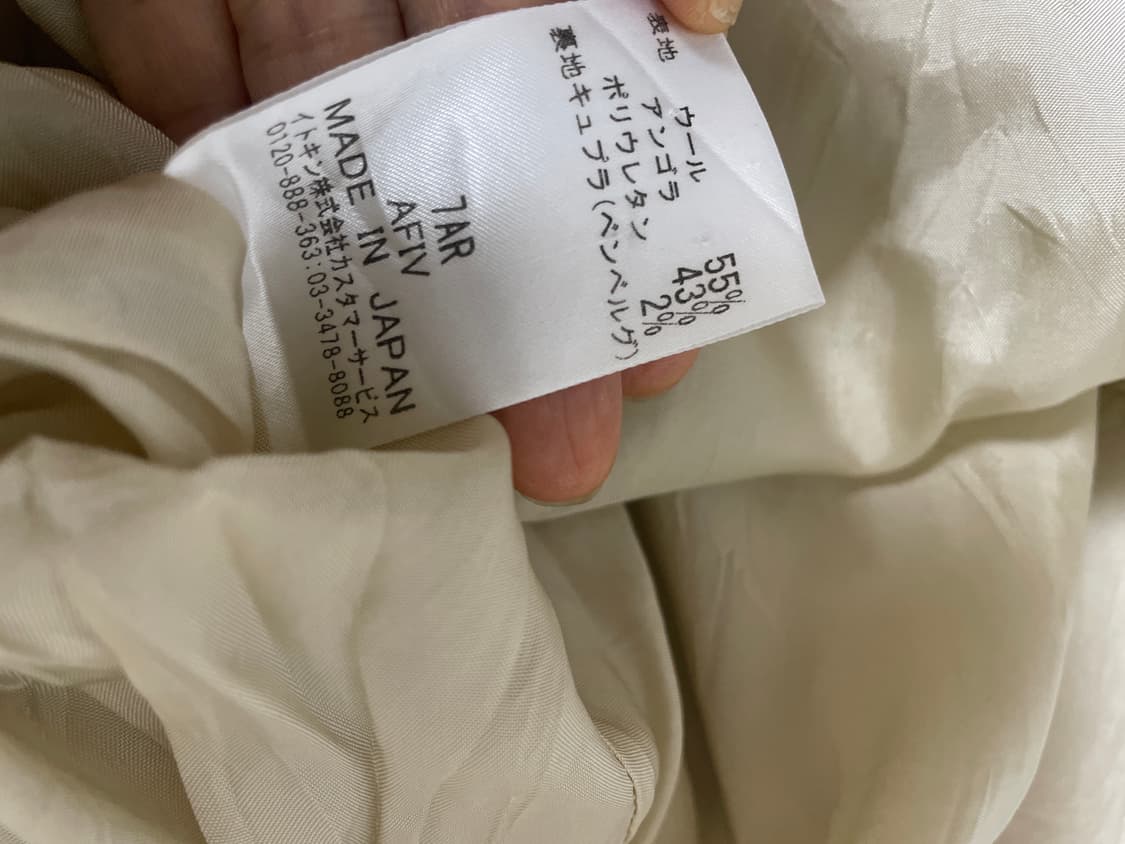 表地
ウール 55%
アンゴラ 43%
ポリウレタン 2%
裏地キュプラ(ベンベルグ)
7AR
AFIV
MADE IN JAPAN
イトキン株式会社カスタマーサービス
0120-888-363:03-3478-8088